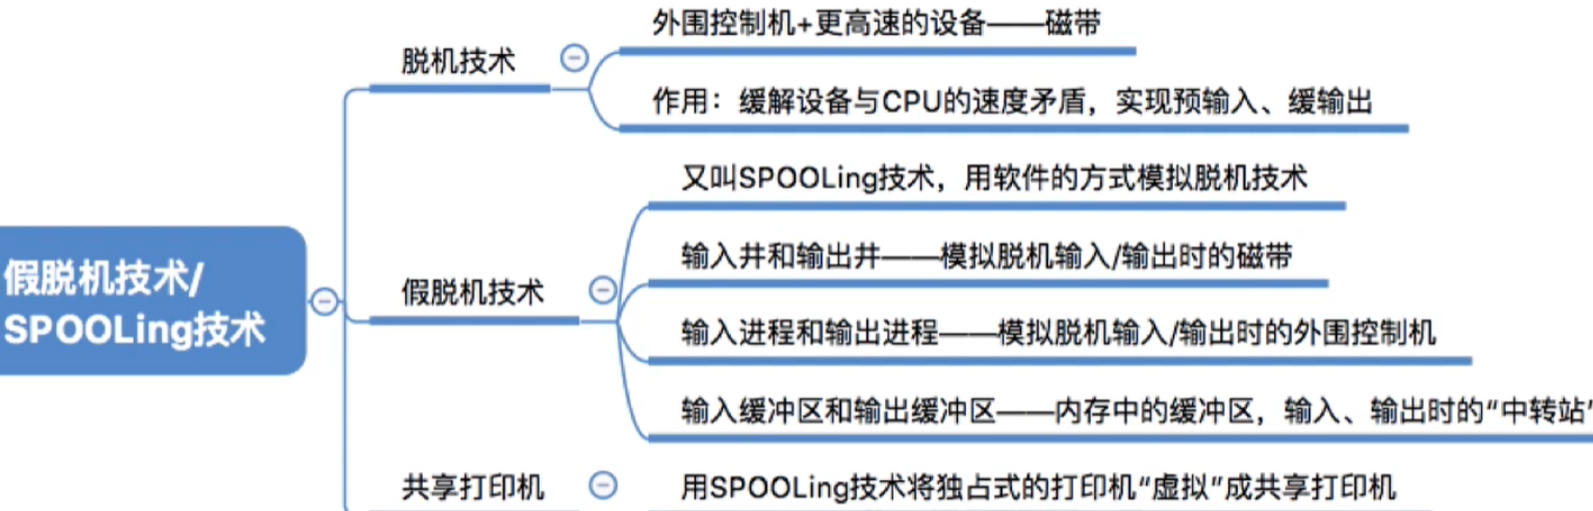 外围控制机+更高速的设备——磁带
脱机技术
作用：缓解设备与CPU的速度矛盾，实现预输入、缓输出
又叫SPOOLing技术，用软件的方式模拟脱机技术
输入井和输出井——模拟脱机输入/输出时的磁带
假脱机技术/
SPOOLing技术
假脱机技术
输入进程和输出进程——模拟脱机输入/输出时的外围控制机
输入缓冲区和输出缓冲区——内存中的缓冲区，输入、输出时的“中转站”
共享打印机
用SPOOLing技术将独占式的打印机“虚拟”成共享打印机